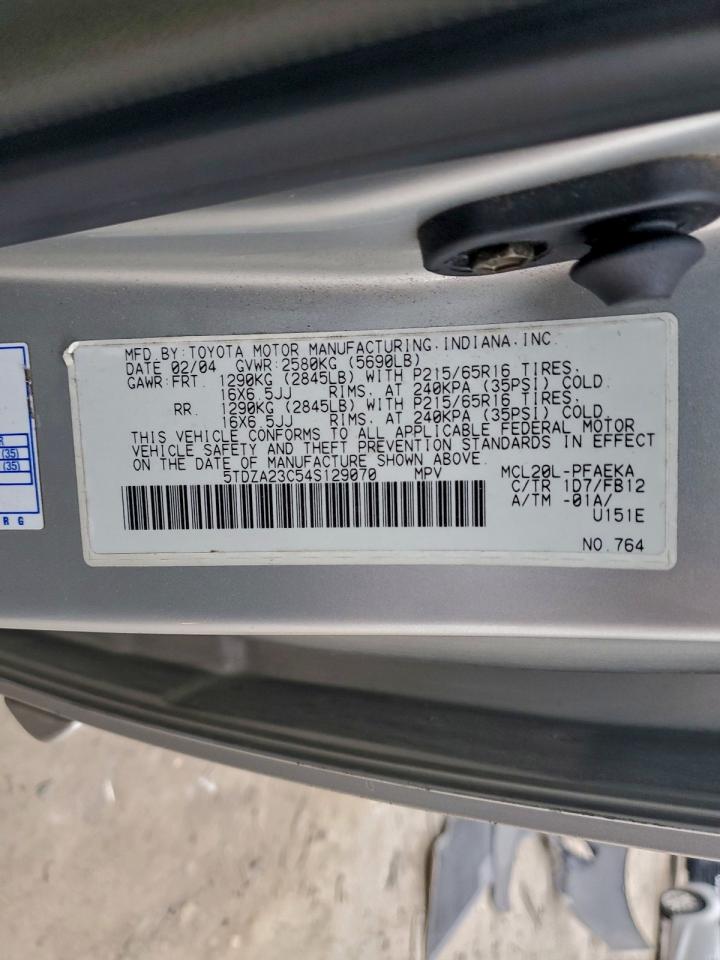 MFD.BY:TOYOTA MOTOR MANUFACTURING.INDIANA,INC.
DATE 02/04 GVWR:2580KG (5690LB)
GAWR:FRT. 1290KG (2845LB) WITH P215/65R16 TIRES.
16X6.5JJ RIMS, AT 240KPA (35PSI) COLD.
RR. 1290KG (2845LB) WITH P215/65R16 TIRES.
16X6.5JJ RIMS, AT 240KPA (35PSI) COLD.
THIS VEHICLE CONFORMS TO ALL APPLICABLE FEDERAL MOTOR
VEHICLE SAFETY AND THEFT PREVENTION STANDARDS IN EFFECT
ON THE DATE OF MANUFACTURE SHOWN ABOVE.
5TDZA23C54S129070 MPV
MCL20L-PFAEKA
C/TR 1D7/FB12
A/TM -01A/
U151E
NO.764
R
(35)
(35)
R G